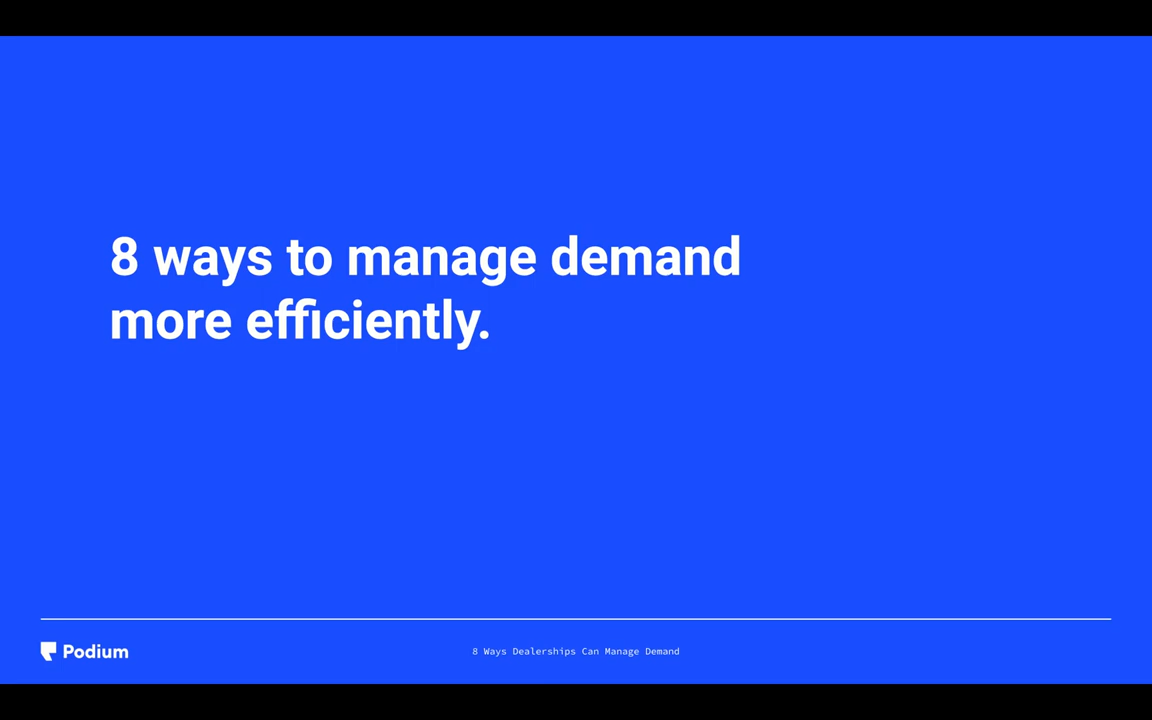 8 ways to manage demand
more efficiently.
Podium
8 Ways Dealerships Can Manage Demand